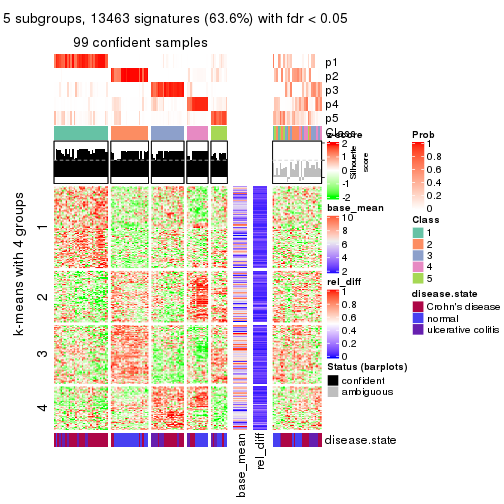 5 subgroups, 13463 signatures (63.6%) with fdr < 0.05
99 confident samples
p1
p2
p3
p4
p5
Class
z-score
2
1
0
-1
-2
Silhouette
score
Prob
1
0.8
0.6
0.4
0.2
0
base_mean
10
8
6
4
2
Class
1
2
3
4
5
rel_diff
1
0.8
0.6
0.4
0.2
0
disease.state
Crohn's disease
normal
ulcerative colitis
Status (barplots)
confident
ambiguous
k-means with 4 groups
1
2
3
4
disease.state
base_mean
rel_diff